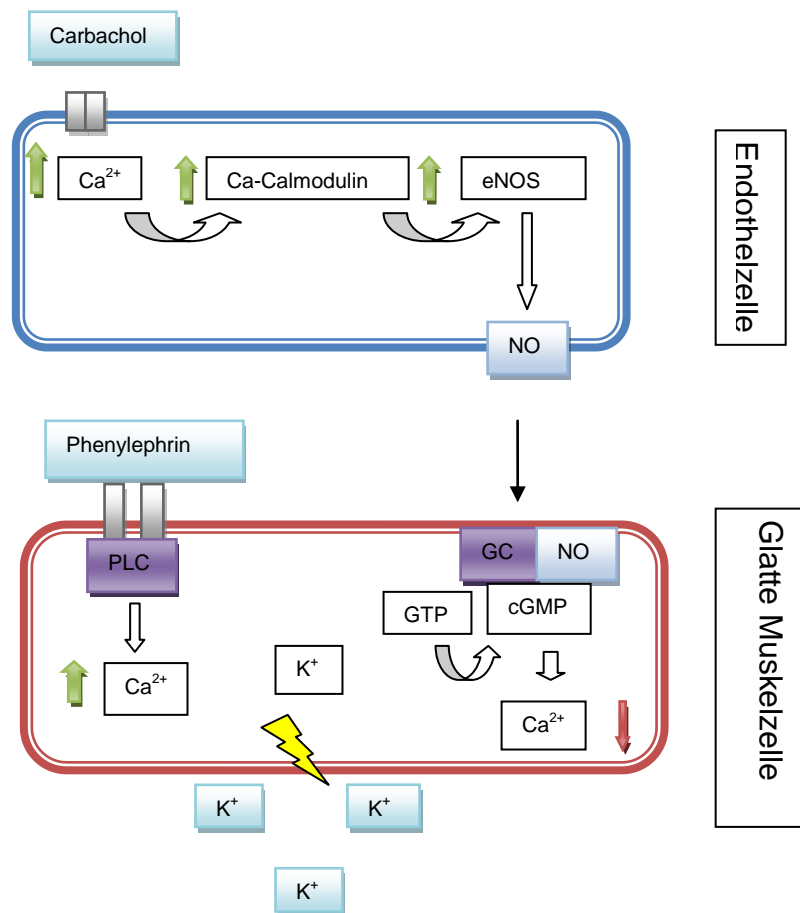 Carbachol
Ca²⁺
Ca-Calmodulin
eNOS
NO
Endothelzelle
Phenylephrin
PLC
GC
NO
GTP
cGMP
Ca²⁺
K⁺
Ca²⁺
K⁺
K⁺
K⁺
Glatte Muskelzelle